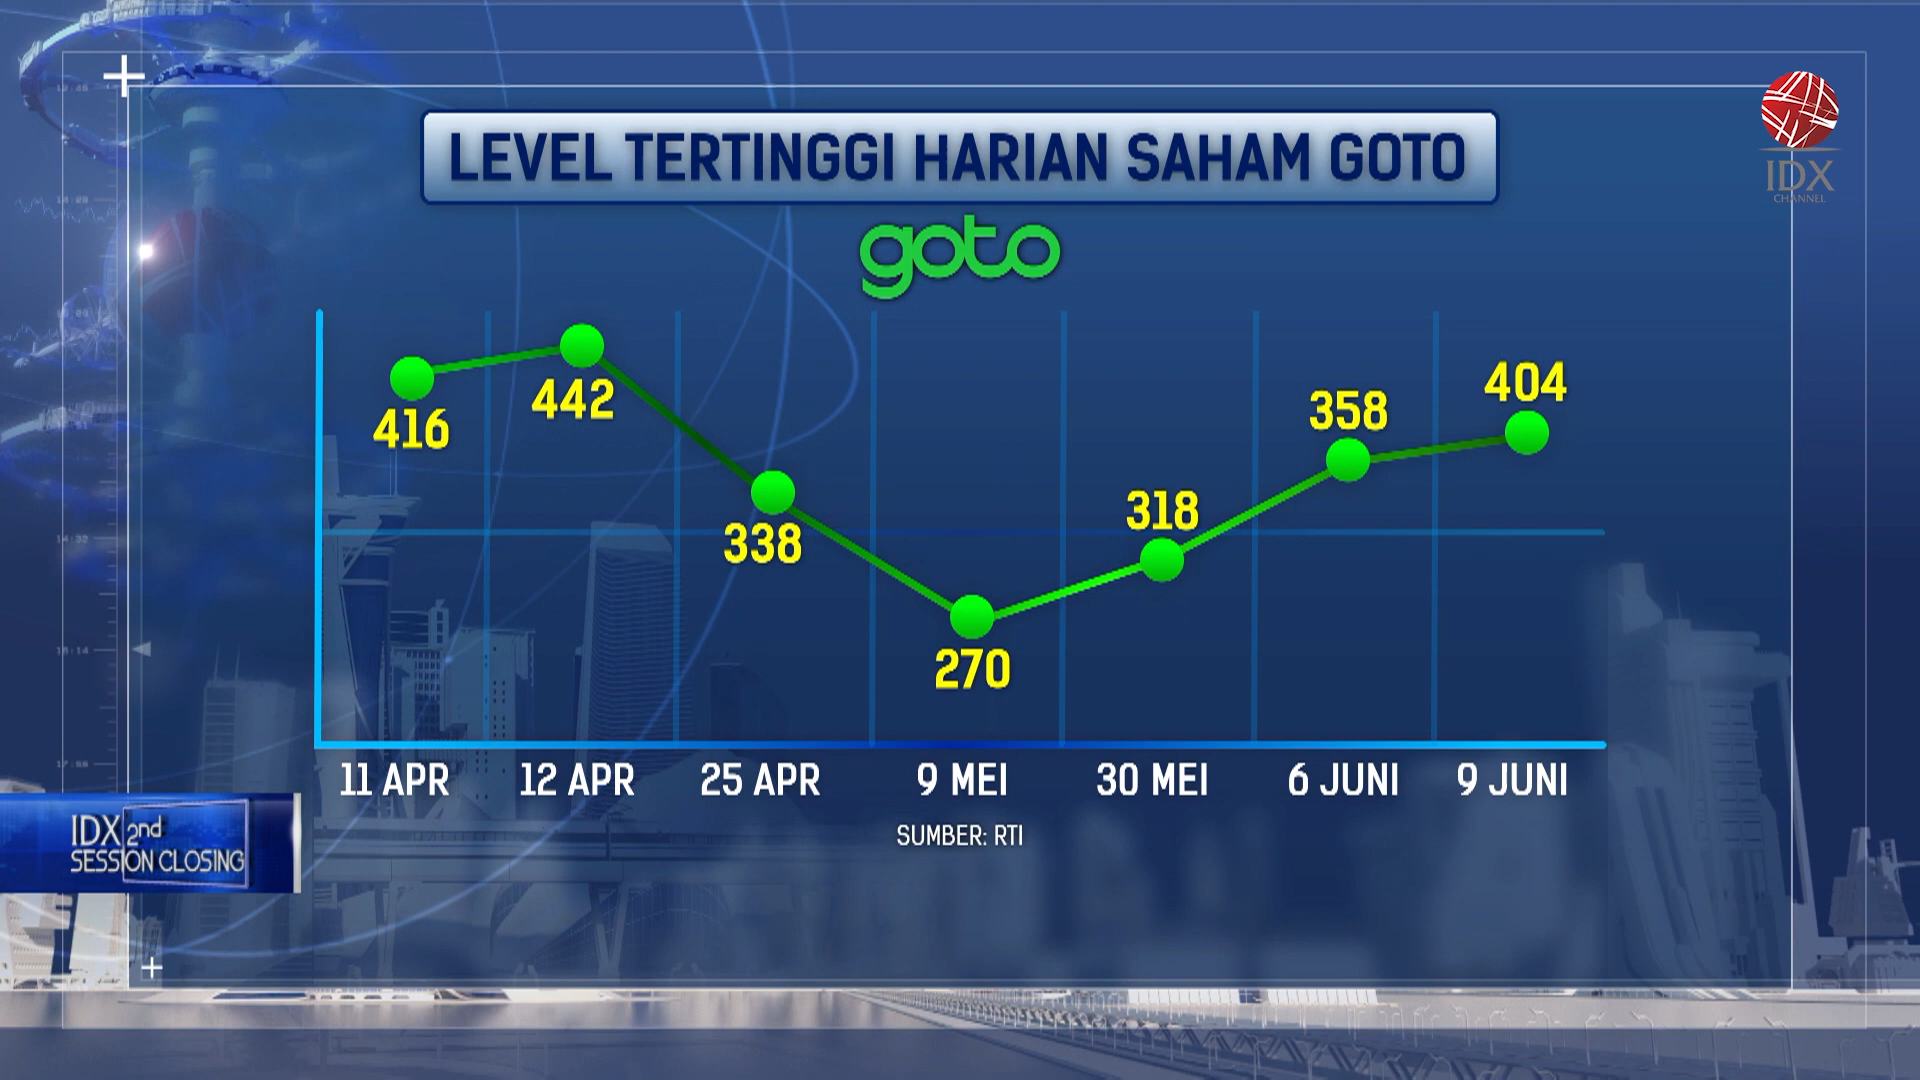 LEVEL TERTINGGI HARIAN SAHAM GOTO
IDX
CHANNEL
goto
416
442
338
270
318
358
404
11 APR
12 APR
25 APR
9 MEI
30 MEI
6 JUNI
9 JUNI
SUMBER: RTI
IDX 2nd
SESSION CLOSING